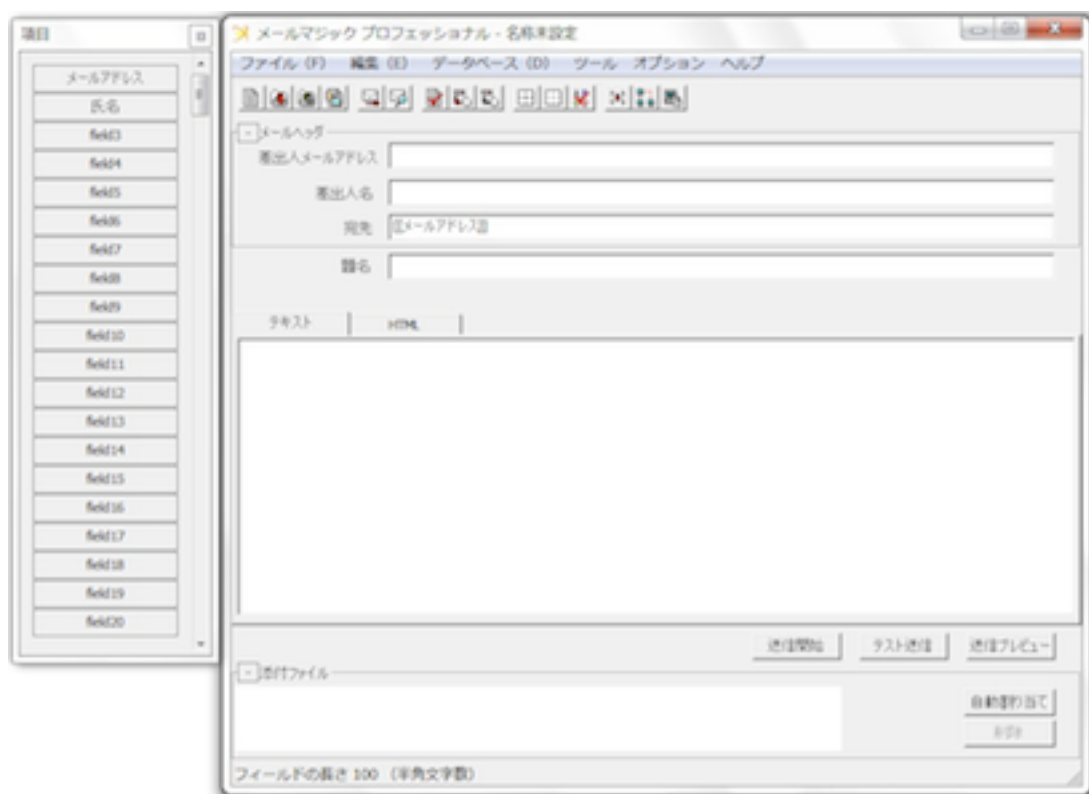 項目
メールアドレス
氏名
field3
field4
field5
field6
field7
field8
field9
field10
field11
field12
field13
field14
field15
field16
field17
field18
field19
field20
メールマジック プロフェッショナル - 名称未設定
ファイル (F) 編集 (E) データベース (D) ツール オプション ヘルプ
メールヘッダ
差出人メールアドレス
差出人名
宛先 [[メールアドレス]]
題名
テキスト HTML
送信開始 テスト送信 送信プレビュー
添付ファイル
自動割り当て
削除
フィールドの長さ 100 (半角文字数)